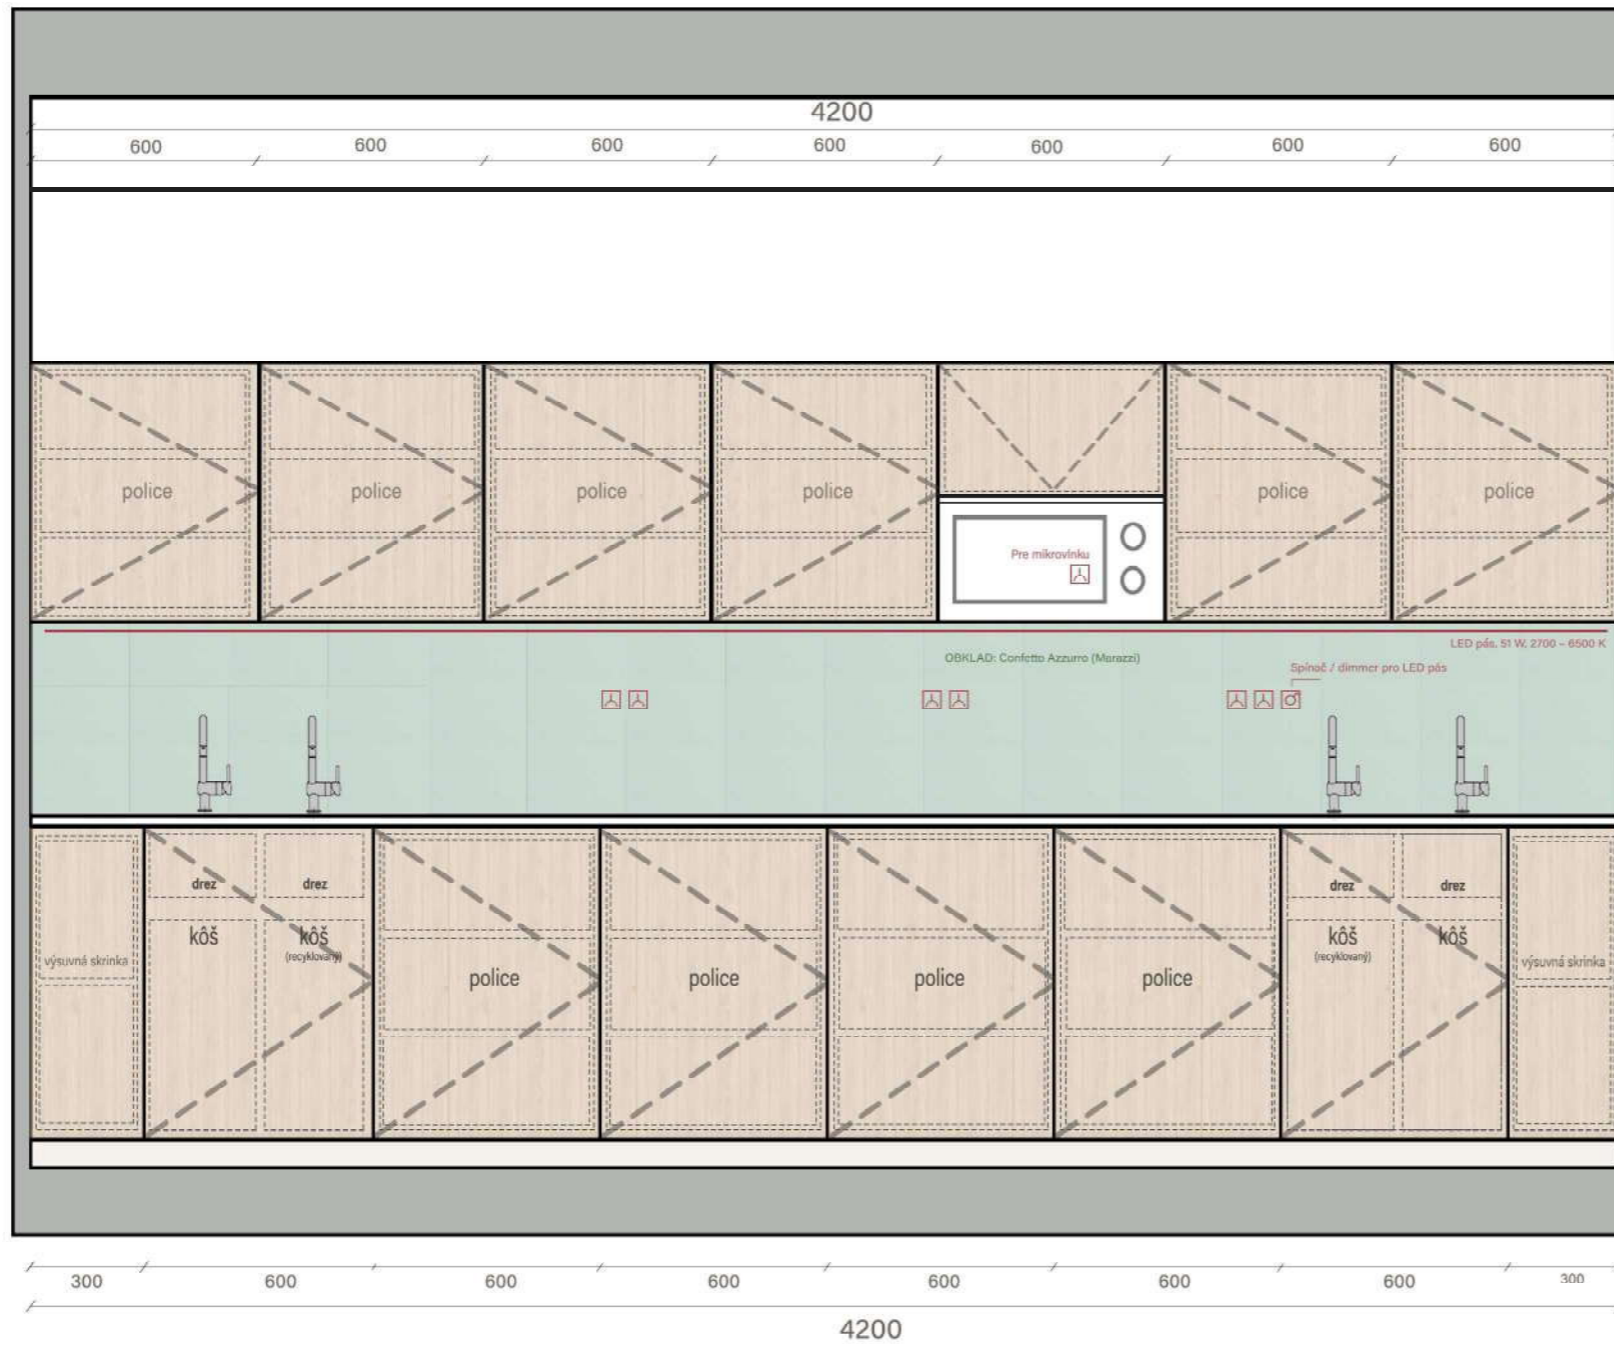 4200
600 600 600 600 600 600 600
police police police police police police
Pre mikrovlnku
LED pás, 51 W, 2700 – 6500 K
OBKLAD: Confetto Azzurro (Marazzi)
Spínač / dimmer pro LED pás
drez drez drez drez
kôš kôš kôš kôš
(recyklovaný) (recyklovaný)
výsuvná skrinka výsuvná skrinka
police police police police
300 600 600 600 600 600 600 300
4200